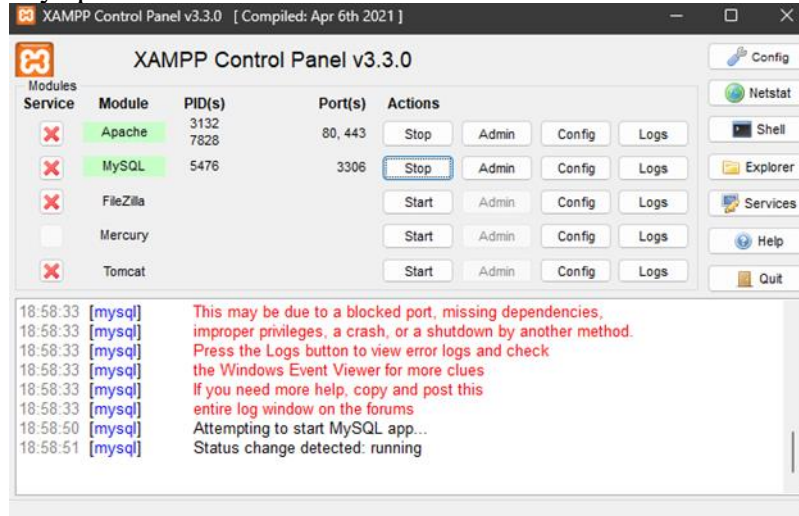 XAMPP Control Panel v3.3.0 [ Compiled: Apr 6th 2021 ]
XAMPP Control Panel v3.3.0
Config
Modules
Service Module PID(s) Port(s) Actions
Netstat
Apache 3132 7828 80, 443 Stop Admin Config Logs
Shell
MySQL 5476 3306 Stop Admin Config Logs
Explorer
FileZilla Start Admin Config Logs
Services
Mercury Start Admin Config Logs
Help
Tomcat Start Admin Config Logs
Quit
18:58:33 [mysql] This may be due to a blocked port, missing dependencies,
18:58:33 [mysql] improper privileges, a crash, or a shutdown by another method.
18:58:33 [mysql] Press the Logs button to view error logs and check
18:58:33 [mysql] the Windows Event Viewer for more clues
18:58:33 [mysql] If you need more help, copy and post this
18:58:33 [mysql] entire log window on the forums
18:58:50 [mysql] Attempting to start MySQL app...
18:58:51 [mysql] Status change detected: running